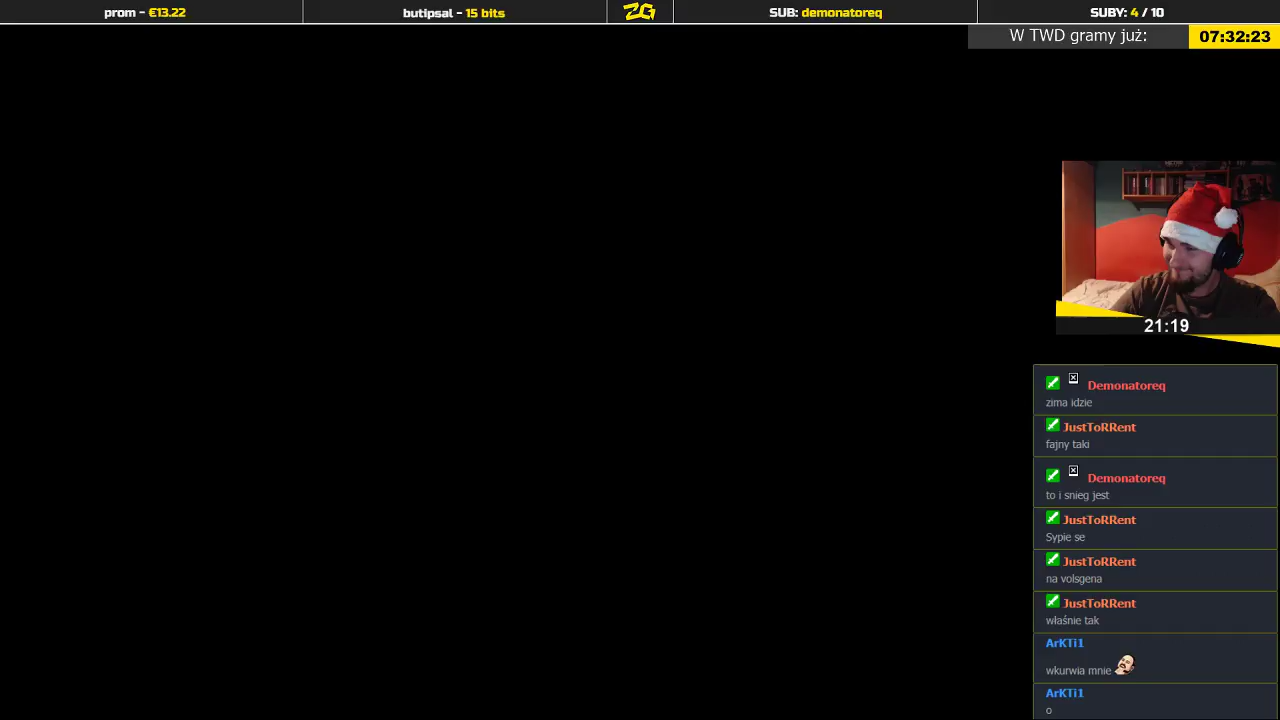 prom - €13.22
butipsal - 15 bits
ZG
SUB: demonatoreq
SUBY: 4 / 10
W TWD gramy już:
07:32:23
21:19
Demonatoreq
zima idzie
JustToRRent
fajny taki
Demonatoreq
to i snieg jest
JustToRRent
Sypie se
JustToRRent
na volsgena
JustToRRent
właśnie tak
ArKTi1
wkurwia mnie
ArKTi1
o